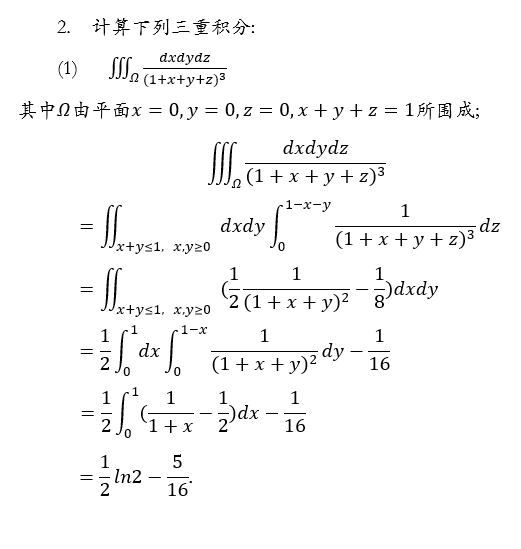 2. 计算下列三重积分:
(1) ∭_Ω dxdydz/(1+x+y+z)³
其中Ω由平面x = 0, y = 0, z = 0, x + y + z = 1所围成;
∭_Ω dxdydz/(1 + x + y + z)³
= ∬_{x+y≤1, x,y≥0} dxdy ∫_0^{1−x−y} 1/(1 + x + y + z)³ dz
= ∬_{x+y≤1, x,y≥0} (1/2 1/(1 + x + y)² − 1/8)dxdy
= 1/2 ∫_0^1 dx ∫_0^{1−x} 1/(1 + x + y)² dy − 1/16
= 1/2 ∫_0^1 (1/(1 + x) − 1/2)dx − 1/16
= 1/2 ln2 − 5/16.